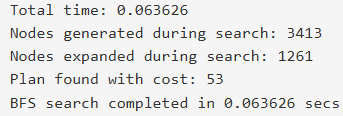 Total time: 0.063626
Nodes generated during search: 3413
Nodes expanded during search: 1261
Plan found with cost: 53
BFS search completed in 0.063626 secs